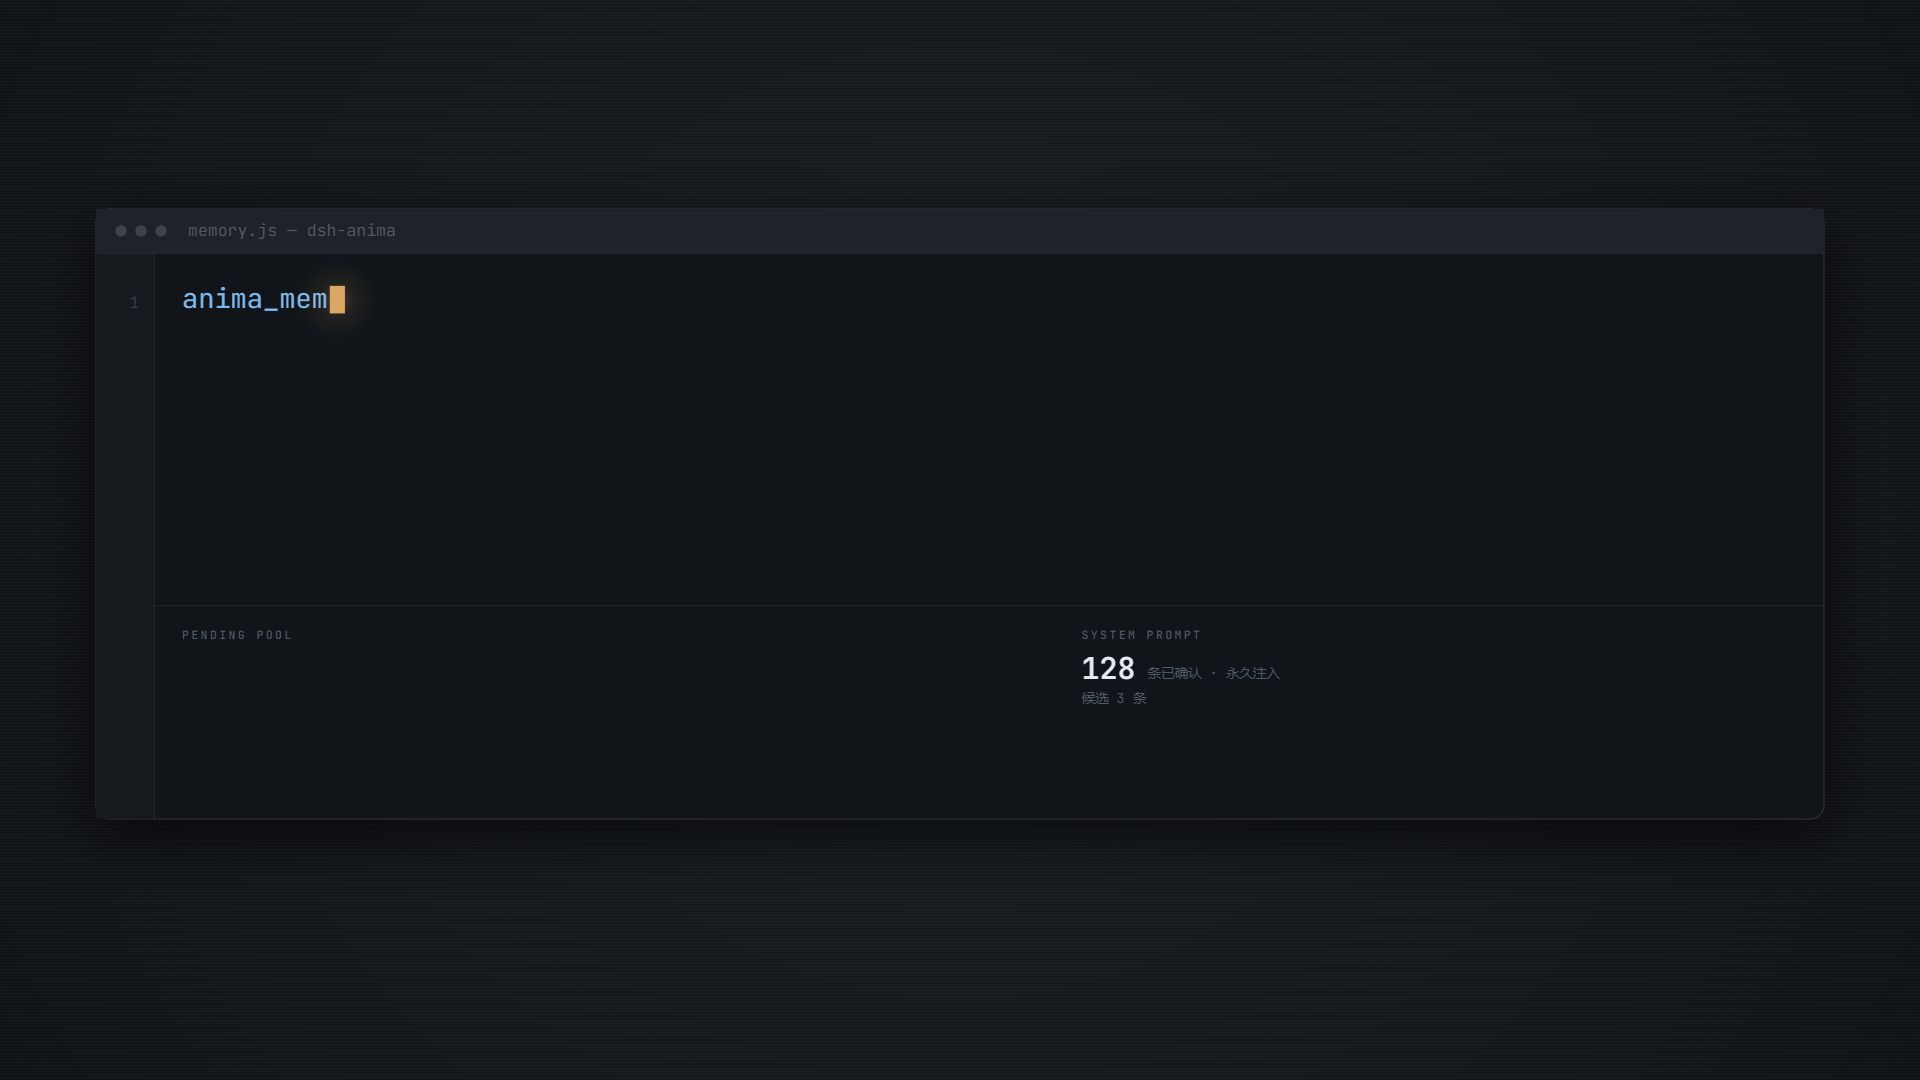 memory.js — dsh-anima
1
anima_mem
PENDING POOL
SYSTEM PROMPT
128 条已确认 · 永久注入
候选 3 条